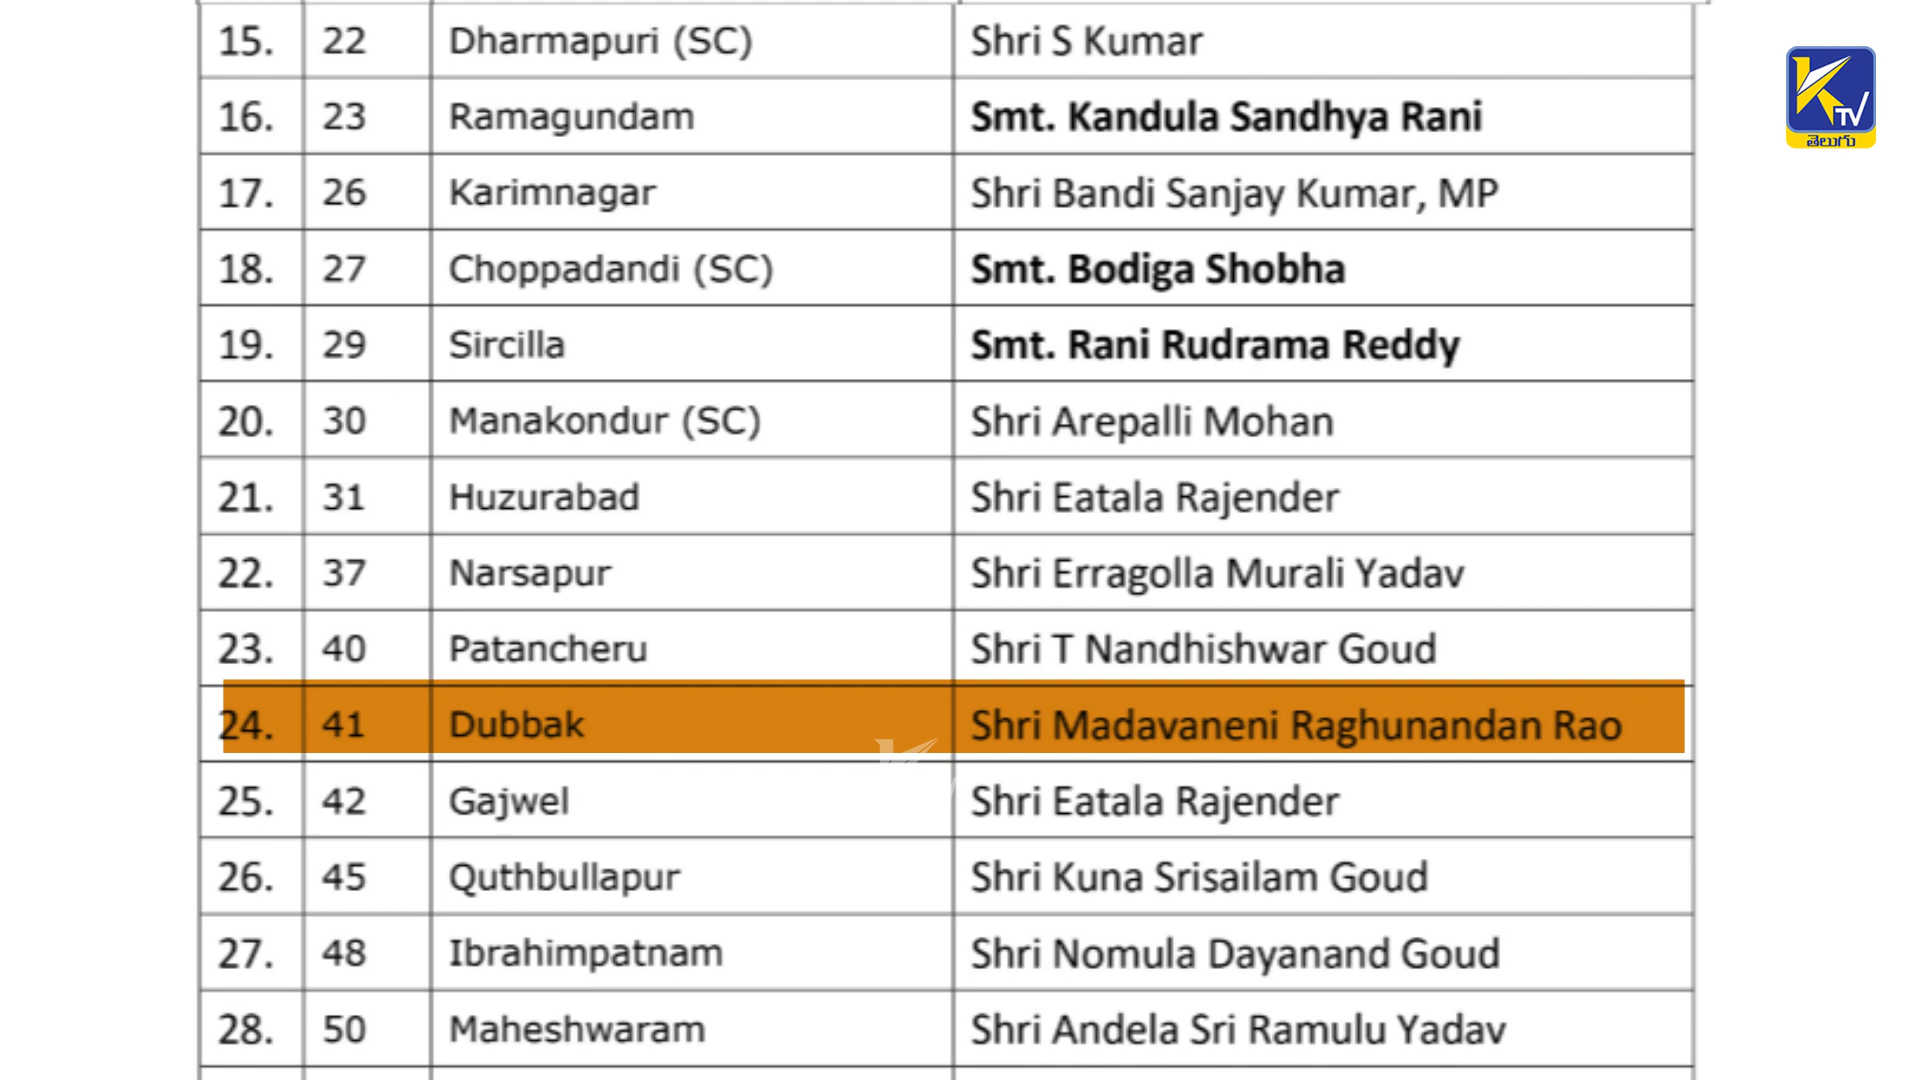 15. 22 Dharmapuri (SC) Shri S Kumar
16. 23 Ramagundam Smt. Kandula Sandhya Rani
17. 26 Karimnagar Shri Bandi Sanjay Kumar, MP
18. 27 Choppadandi (SC) Smt. Bodiga Shobha
19. 29 Sircilla Smt. Rani Rudrama Reddy
20. 30 Manakondur (SC) Shri Arepalli Mohan
21. 31 Huzurabad Shri Eatala Rajender
22. 37 Narsapur Shri Erragolla Murali Yadav
23. 40 Patancheru Shri T Nandhishwar Goud
24. 41 Dubbak Shri Madavaneni Raghunandan Rao
25. 42 Gajwel Shri Eatala Rajender
26. 45 Quthbullapur Shri Kuna Srisailam Goud
27. 48 Ibrahimpatnam Shri Nomula Dayanand Goud
28. 50 Maheshwaram Shri Andela Sri Ramulu Yadav
K TV
తెలుగు